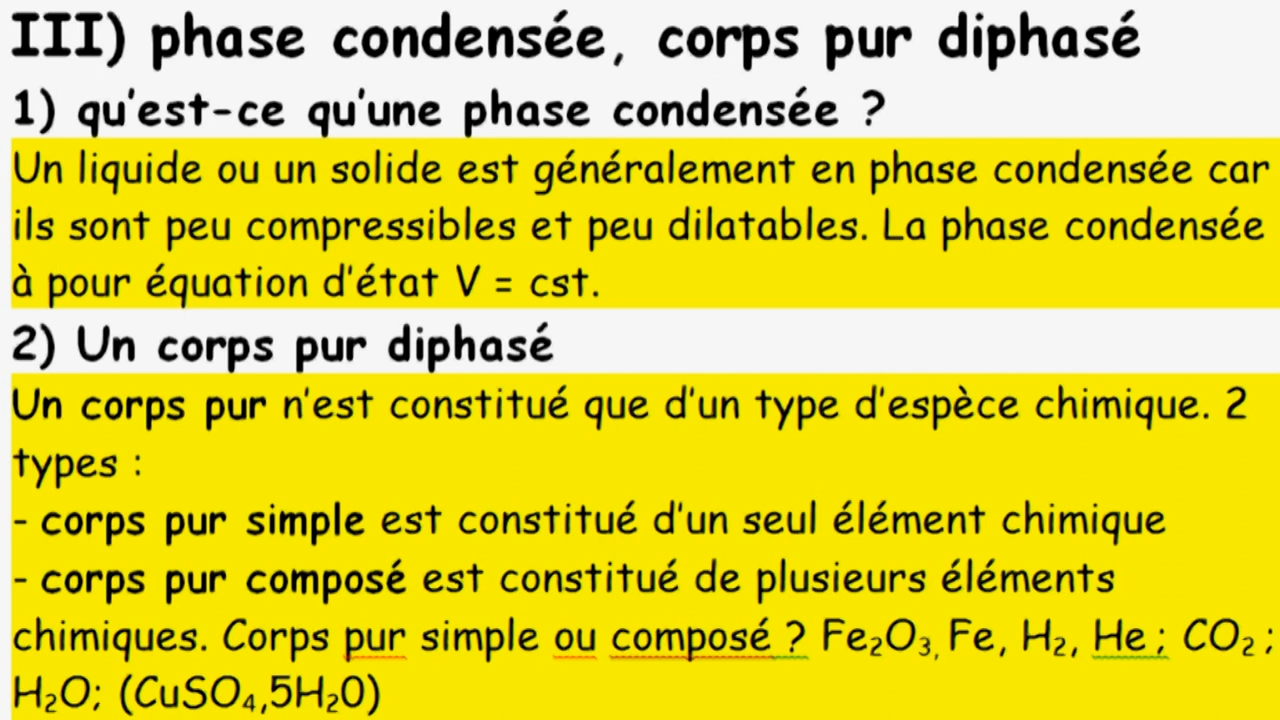 III) phase condensée, corps pur diphasé
1) qu'est-ce qu'une phase condensée ?
Un liquide ou un solide est généralement en phase condensée car
ils sont peu compressibles et peu dilatables. La phase condensée
à pour équation d'état V = cst.
2) Un corps pur diphasé
Un corps pur n'est constitué que d'un type d'espèce chimique. 2
types :
- corps pur simple est constitué d'un seul élément chimique
- corps pur composé est constitué de plusieurs éléments
chimiques. Corps pur simple ou composé ? Fe₂O₃, Fe, H₂, He ; CO₂ ;
H₂O; (CuSO₄,5H₂0)